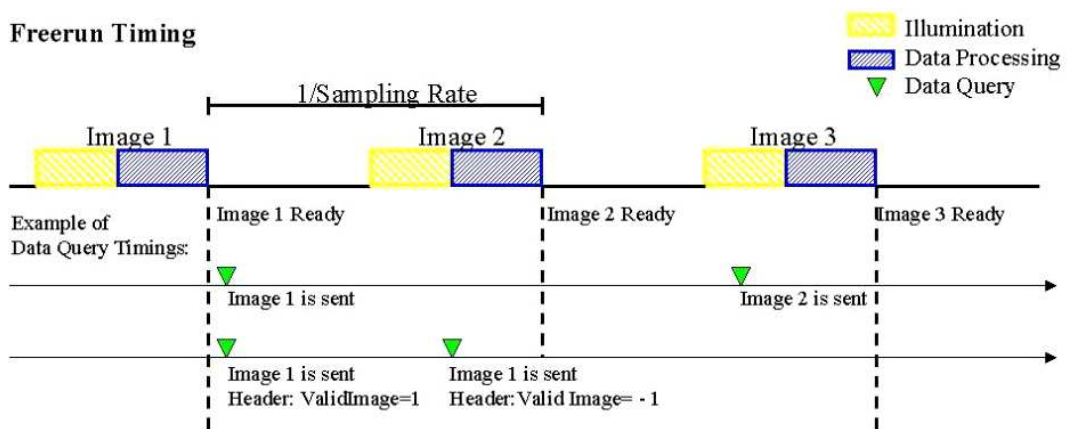 Freerun Timing
Illumination
Data Processing
Data Query
1/Sampling Rate
Image 1
Image 2
Image 3
Image 1 Ready
Image 2 Ready
Image 3 Ready
Example of
Data Query Timings:
Image 1 is sent
Image 2 is sent
Image 1 is sent
Header: ValidImage=1
Image 1 is sent
Header: Valid Image= - 1